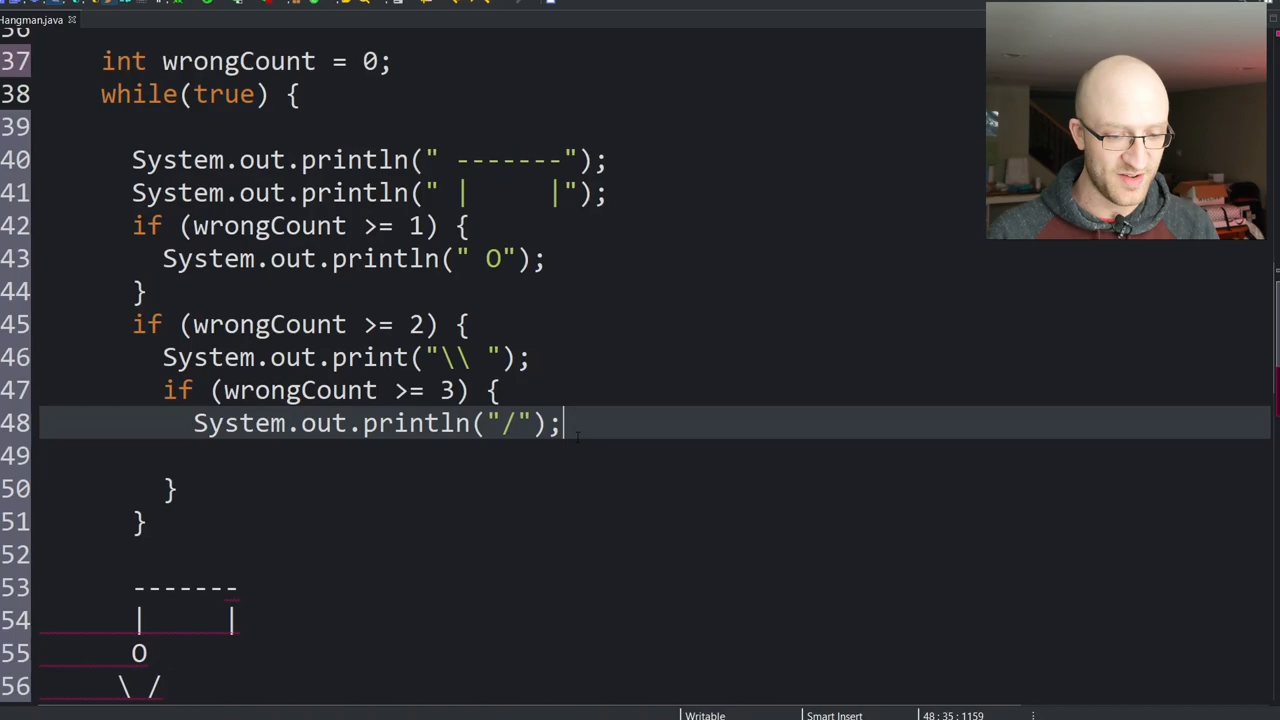 Hangman.java
36
37 int wrongCount = 0;
38 while(true) {
39
40 System.out.println(" -------");
41 System.out.println(" |      |");
42 if (wrongCount >= 1) {
43 System.out.println(" O");
44 }
45 if (wrongCount >= 2) {
46 System.out.print("\\ ");
47 if (wrongCount >= 3) {
48 System.out.println("/");
49
50 }
51 }
52
53 -------
54 |      |
55 O
56 \ /
Writable Smart Insert 48 : 35 : 1159